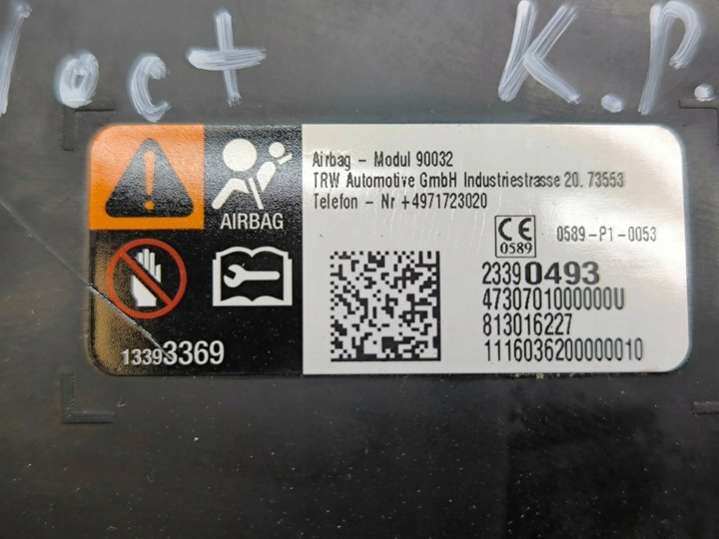 K.P.
AIRBAG
13393369
Airbag - Modul 90032
TRW Automotive GmbH Industriestrasse 20. 73553
Telefon - Nr +4971723020
CE
0589
0589-P1-0053
23390493
4730701000000U
813016227
1116036200000010